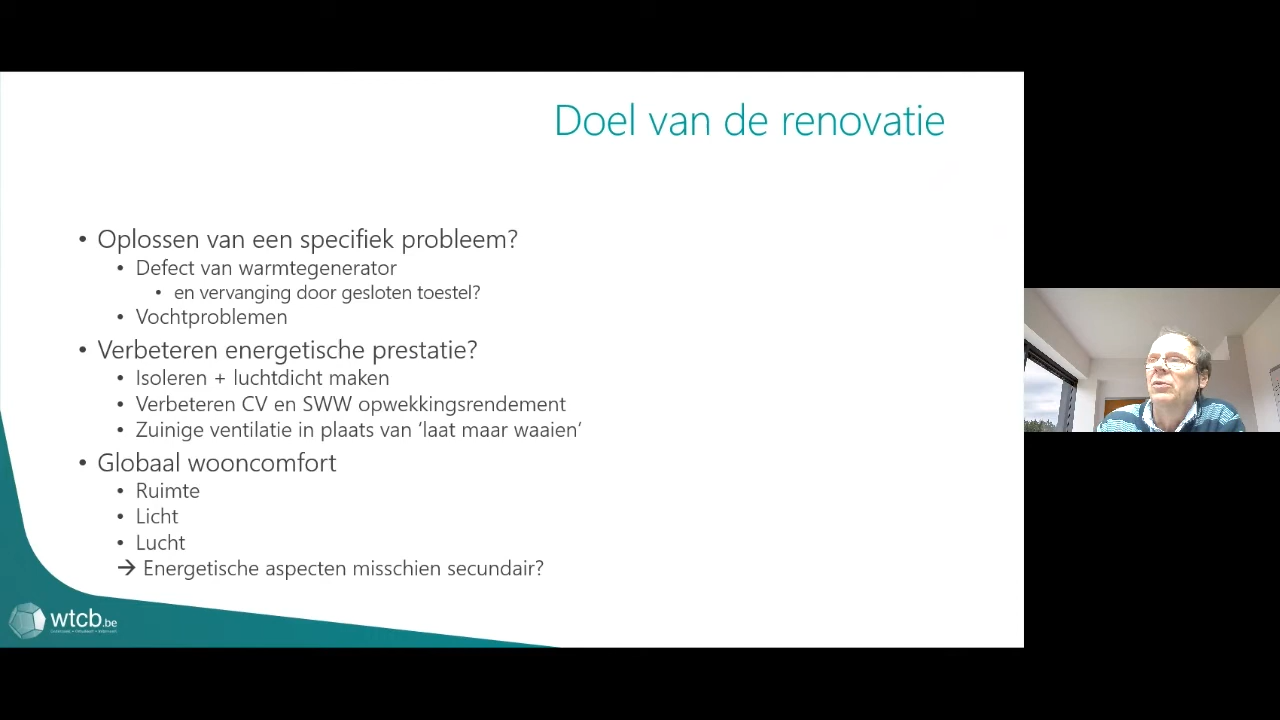 Doel van de renovatie
• Oplossen van een specifiek probleem?
• Defect van warmtegenerator
• en vervanging door gesloten toestel?
• Vochtproblemen
• Verbeteren energetische prestatie?
• Isoleren + luchtdicht maken
• Verbeteren CV en SWW opwekkingsrendement
• Zuinige ventilatie in plaats van ‘laat maar waaien’
• Globaal wooncomfort
• Ruimte
• Licht
• Lucht
→ Energetische aspecten misschien secundair?
wtcb.be